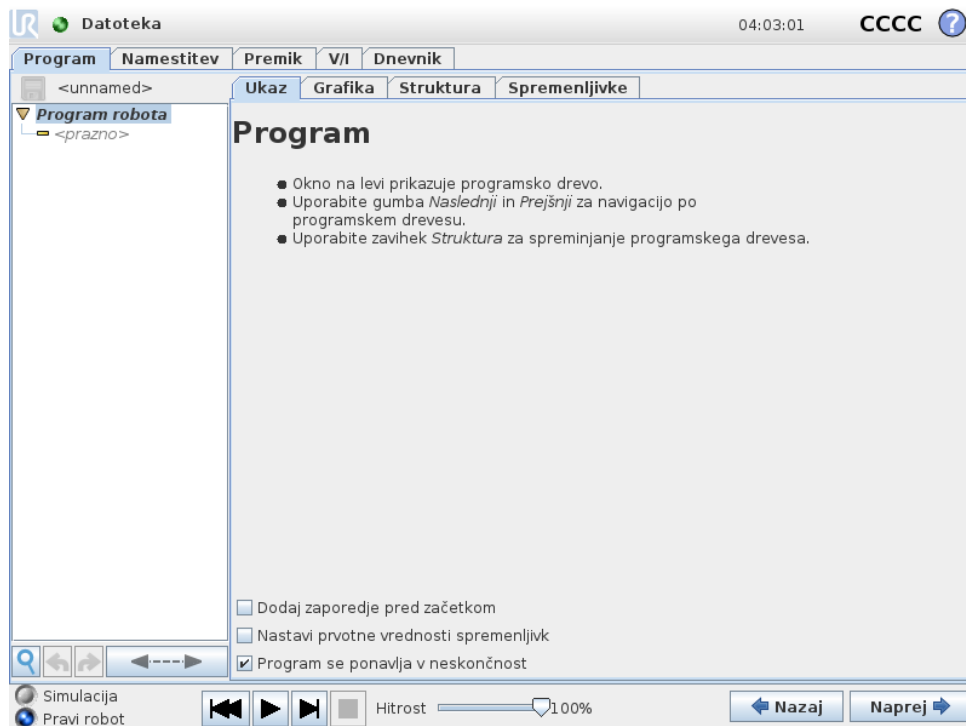 UR Datoteka 04:03:01 CCCC ?
Program Namestitev Premik V/I Dnevnik
<unnamed> Ukaz Grafika Struktura Spremenljivke
Program robota
<prazno>
Program
Okno na levi prikazuje programsko drevo.
Uporabite gumba Naslednji in Prejšnji za navigacijo po
programskem drevesu.
Uporabite zavihek Struktura za spreminjanje programskega drevesa.
Dodaj zaporedje pred začetkom
Nastavi prvotne vrednosti spremenljivk
Program se ponavlja v neskončnost
Simulacija
Pravi robot
Hitrost 100% Nazaj Naprej